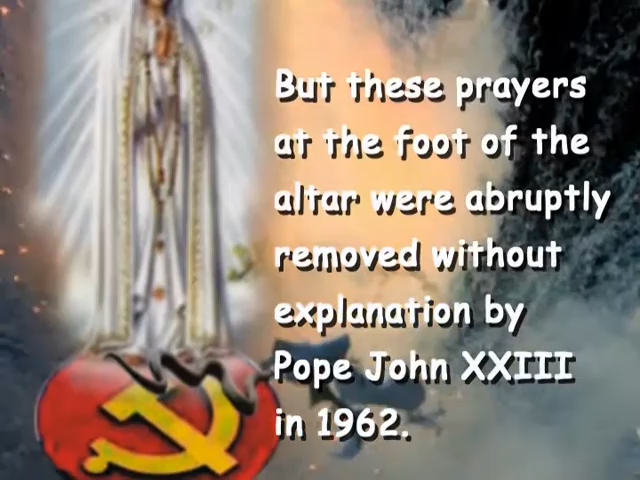 But these prayers
at the foot of the
altar were abruptly
removed without
explanation by
Pope John XXIII
in 1962.